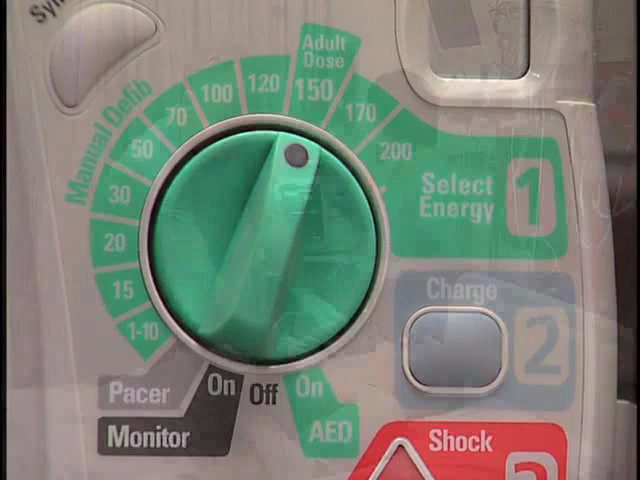 Syn
Adult
Dose
Manual Defib
1-10
15
20
30
50
70
100
120
150
170
200
Select
Energy
1
Charge
2
Pacer
On
Off
On
Monitor
AED
Shock